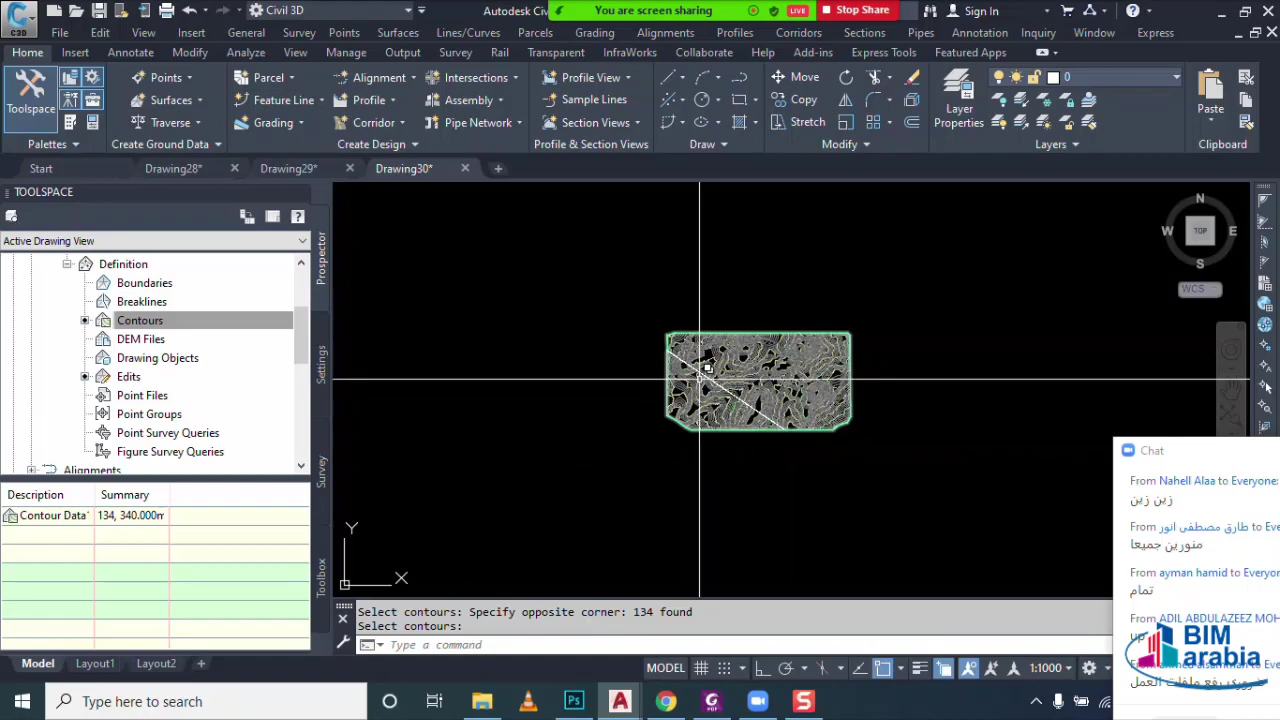 C3D
Civil 3D
Autodesk Civ
You are screen sharing
LIVE
Stop Share
Sign In
File Edit View Insert General Survey Points Surfaces Lines/Curves Parcels Grading Alignments Profiles Corridors Sections Pipes Annotation Inquiry Window Express
Home Insert Annotate Modify Analyze View Manage Output Survey Rail Transparent InfraWorks Collaborate Help Add-ins Express Tools Featured Apps
Points Parcel Alignment Intersections Profile View Move 0
Toolspace Surfaces Feature Line Profile Assembly Sample Lines Copy Layer Properties Paste
Traverse Grading Corridor Pipe Network Section Views Stretch
Palettes Create Ground Data Create Design Profile & Section Views Draw Modify Layers Clipboard
Start Drawing28* Drawing29* Drawing30*
TOOLSPACE
Active Drawing View
Definition
Boundaries
Breaklines
Contours
DEM Files
Drawing Objects
Edits
Point Files
Point Groups
Point Survey Queries
Figure Survey Queries
Alignments
Prospector
Settings
Survey
Toolbox
Description Summary
Contour Data 134, 340.000m
N
W TOP E
S
WCS
Y
X
Select contours: Specify opposite corner: 134 found
Select contours:
Type a command
Chat
From Nahell Alaa to Everyone:
زين زين
From طارق مصطفى انور to Eve
منورين جميعا
From ayman hamid to Everyon
تمام
From ADIL ABDULAZEEZ MOH
up
ضروري رفع ملفات العمل
BIM
arabia
Model Layout1 Layout2
MODEL 1:1000
Type here to search